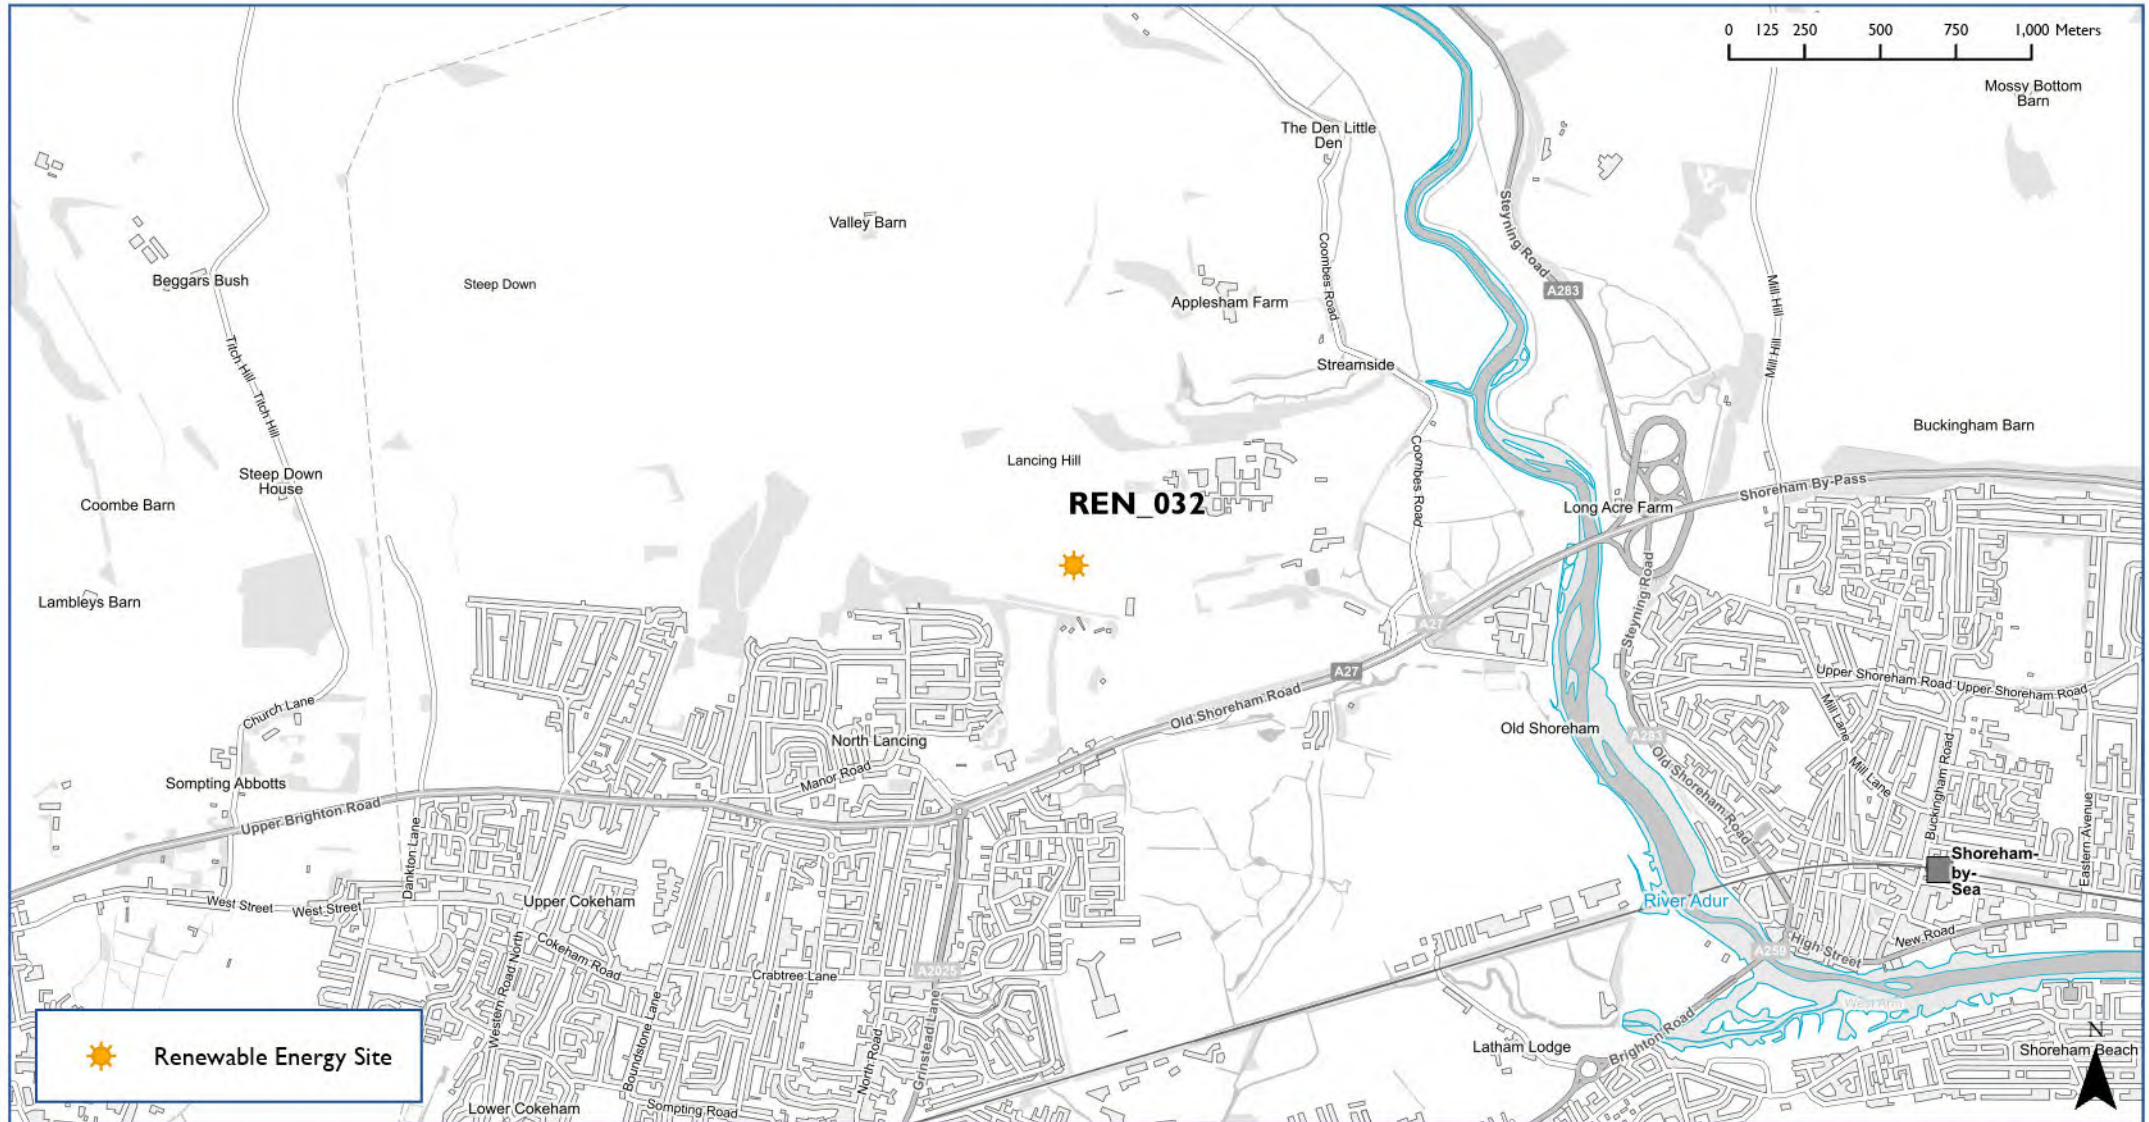 0 125 250 500 750 1,000 Meters
Mossy Bottom
Barn
The Den Little
Den
Steyning Road
Valley Barn
Coombes Road
Beggars Bush
Steep Down
A283
Applesham Farm
Mill Hill
Mill Hill
Titch Hill
Titch Hill
Streamside
Buckingham Barn
Lancing Hill
Coombes Road
Steep Down
House
Shoreham By-Pass
REN_032
Coombe Barn
Long Acre Farm
Lambleys Barn
Steyning Road
A27
A27
Upper Shoreham Road
Upper Shoreham Road
Old Shoreham Road
Church Lane
Mill Lane
Old Shoreham
A283
North Lancing
Manor Road
Old Shoreham Road
Mill Lane
Buckingham Road
Sompting Abbotts
Upper Brighton Road
Eastern Avenue
Dankton Lane
Shoreham-
by-
Sea
West Street
West Street
Upper Cokeham
River Adur
Cokeham Road
High Street
New Road
A259
Western Road North
Crabtree Lane
A2025
West Arm
Boundstone Lane
North Road
Grinstead Lane
Brighton Road
Latham Lodge
N
Shoreham Beach
Renewable Energy Site
Lower Cokeham
Sompting Road